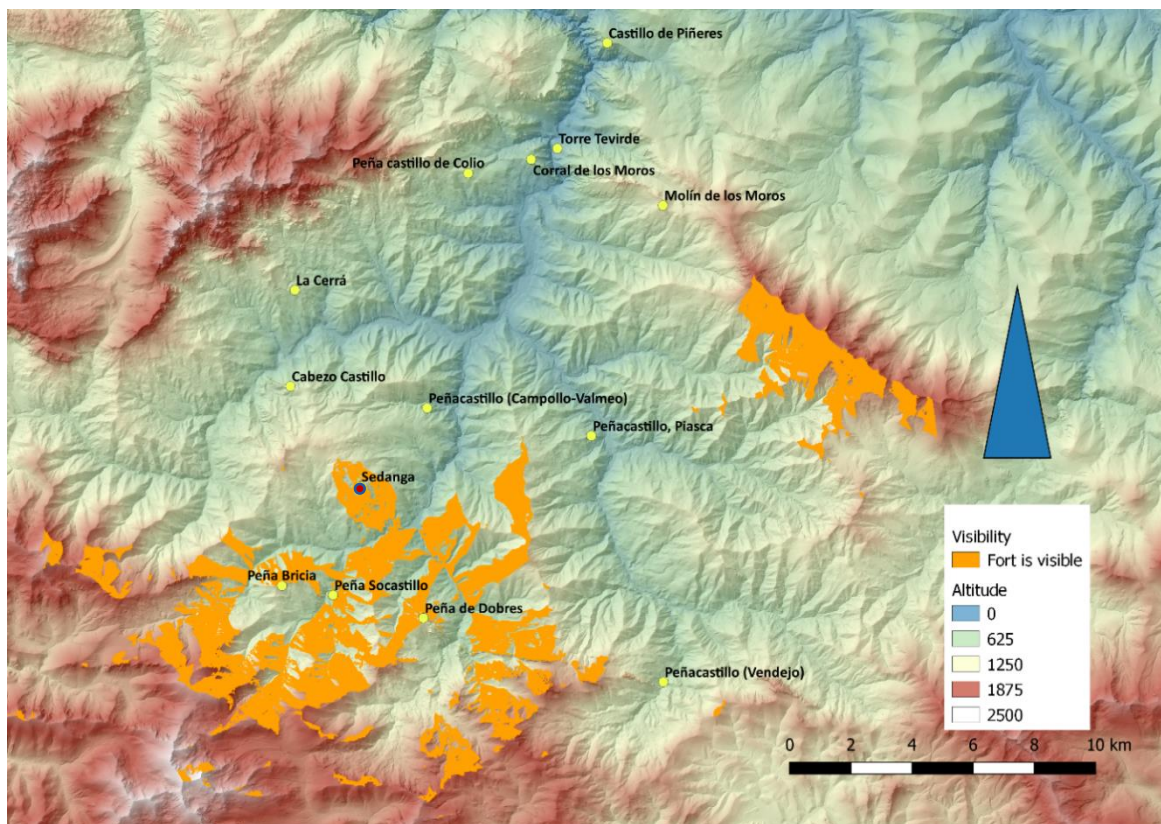 Castillo de Piñeres
Torre Tevirde
Peña castillo de Colio
Corral de los Moros
Molín de los Moros
La Cerrá
Cabezo Castillo
Peñacastillo (Campollo-Valmeo)
Peñacastillo, Piasca
Sedanga
Peña Bricia
Peña Socastillo
Peña de Dobres
Peñacastillo (Vendejo)
Visibility
Fort is visible
Altitude
0
625
1250
1875
2500
0 2 4 6 8 10 km